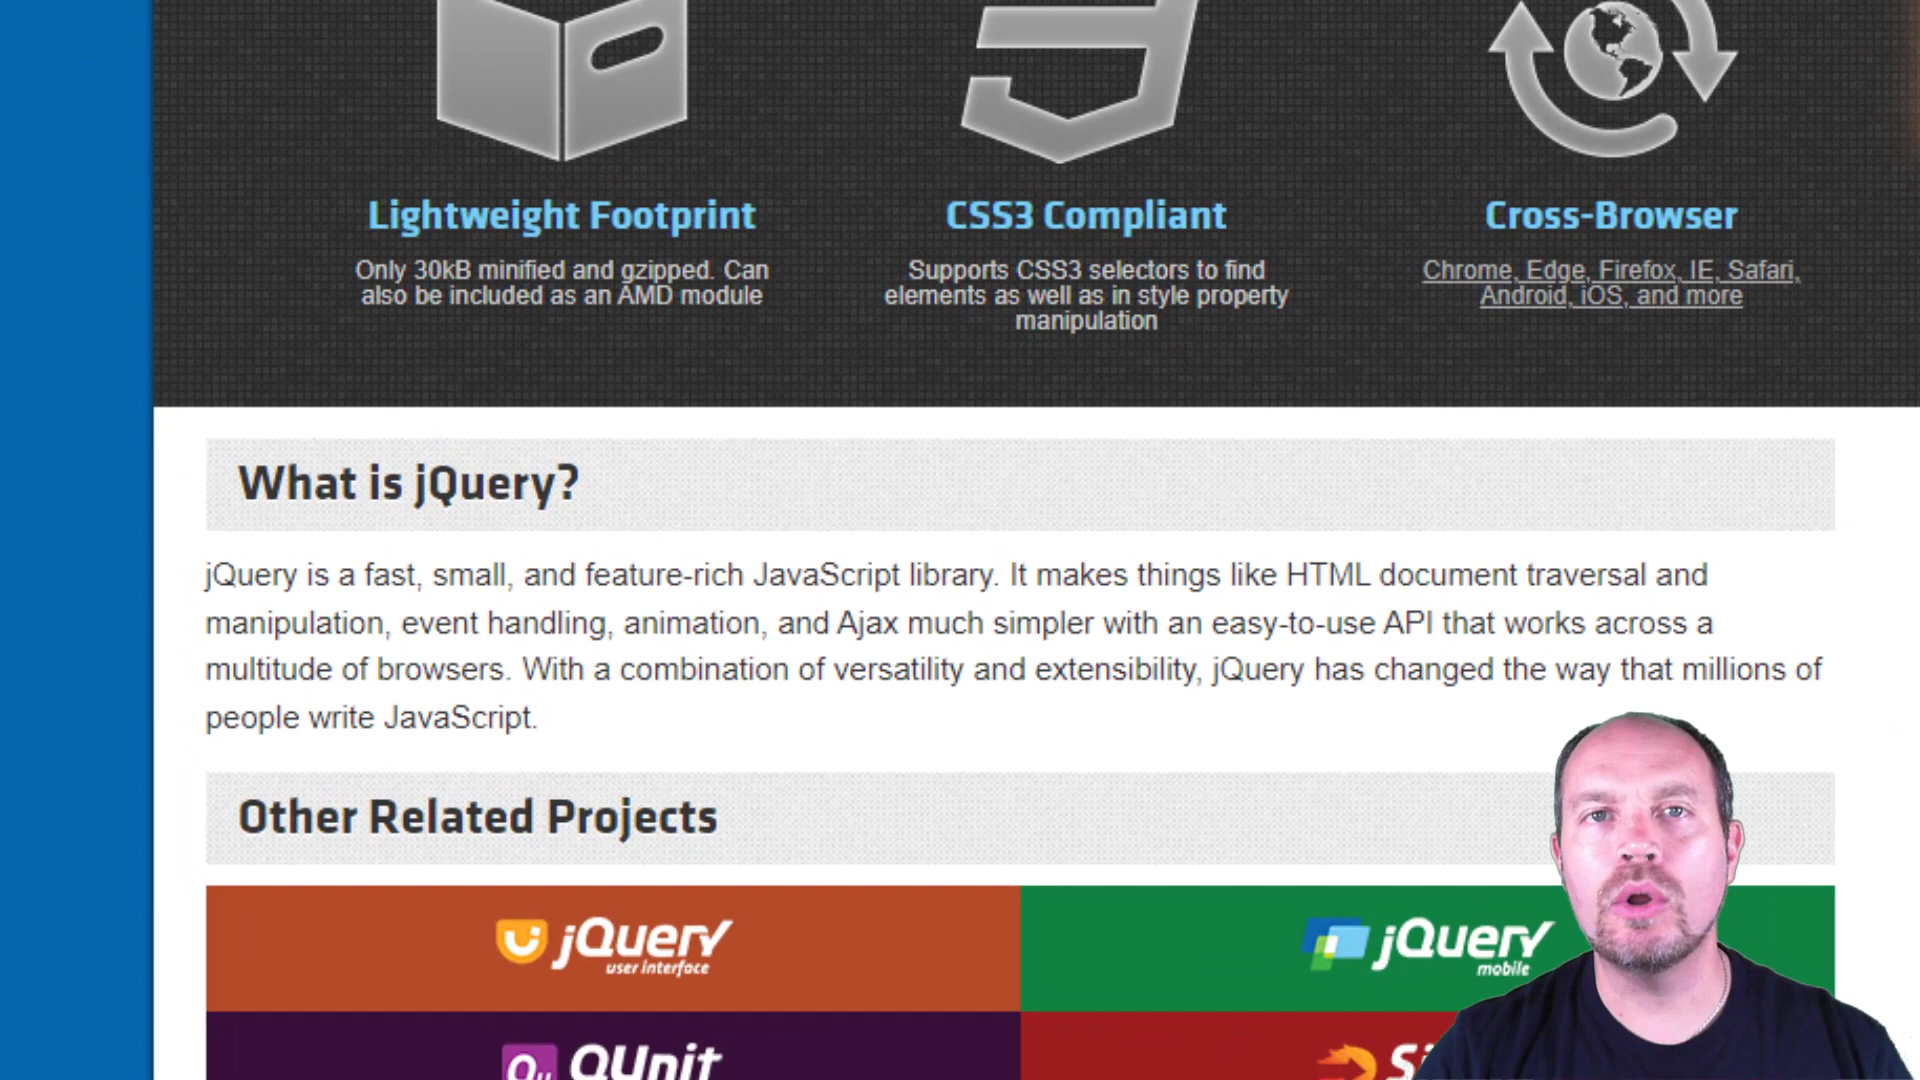 Lightweight Footprint
Only 30kB minified and gzipped. Can
also be included as an AMD module
CSS3 Compliant
Supports CSS3 selectors to find
elements as well as in style property
manipulation
Cross-Browser
Chrome, Edge, Firefox, IE, Safari,
Android, iOS, and more
What is jQuery?
jQuery is a fast, small, and feature-rich JavaScript library. It makes things like HTML document traversal and
manipulation, event handling, animation, and Ajax much simpler with an easy-to-use API that works across a
multitude of browsers. With a combination of versatility and extensibility, jQuery has changed the way that millions of
people write JavaScript.
Other Related Projects
jQuery
user interface
jQuery
mobile
QUnit